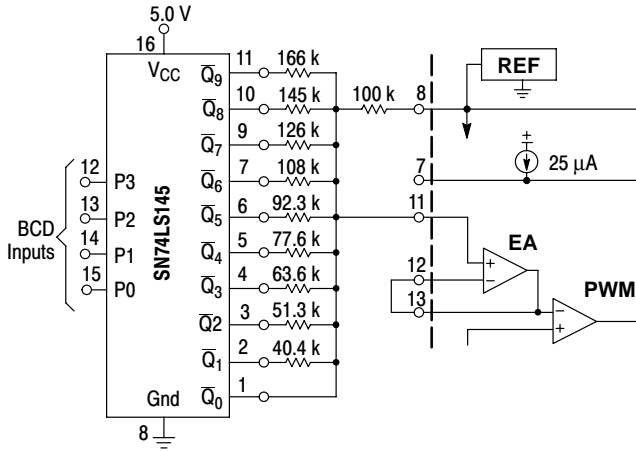 5.0 V
16
VCC
SN74LS145
BCD
Inputs
12 P3
13 P2
14 P1
15 P0
Gnd
8
Q9 11 166 k
Q8 10 145 k
Q7 9 126 k
Q6 7 108 k
Q5 6 92.3 k
Q4 5 77.6 k
Q3 4 63.6 k
Q2 3 51.3 k
Q1 2 40.4 k
Q0 1
100 k
8
REF
7
+
25 μA
11
EA
+
−
12
13
PWM
−
+